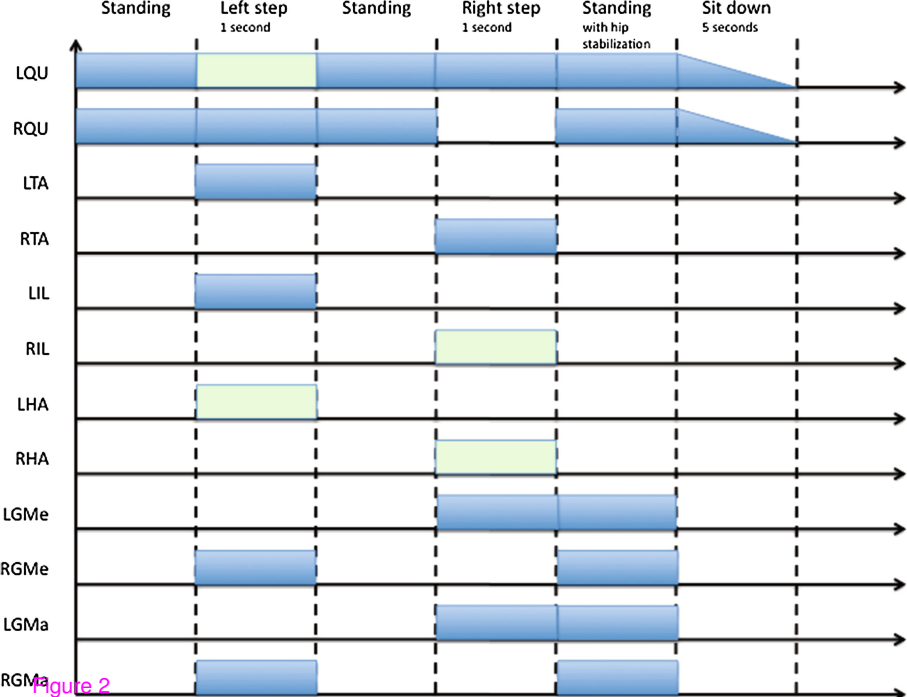 Standing
Left step
1 second
Standing
Right step
1 second
Standing
with hip
stabilization
Sit down
5 seconds
LQU
RQU
LTA
RTA
LIL
RIL
LHA
RHA
LGMe
RGMe
LGMa
RGMa
Figure 2